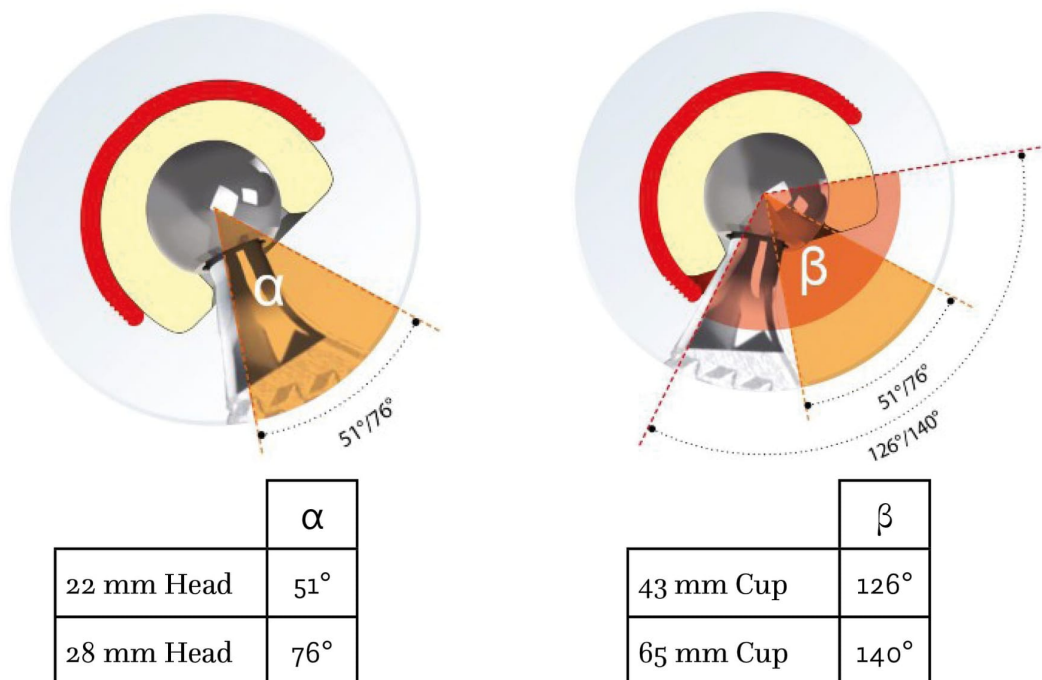 α
51°/76°
β
51°/76°
126°/140°
α
22 mm Head 51°
28 mm Head 76°
β
43 mm Cup 126°
65 mm Cup 140°